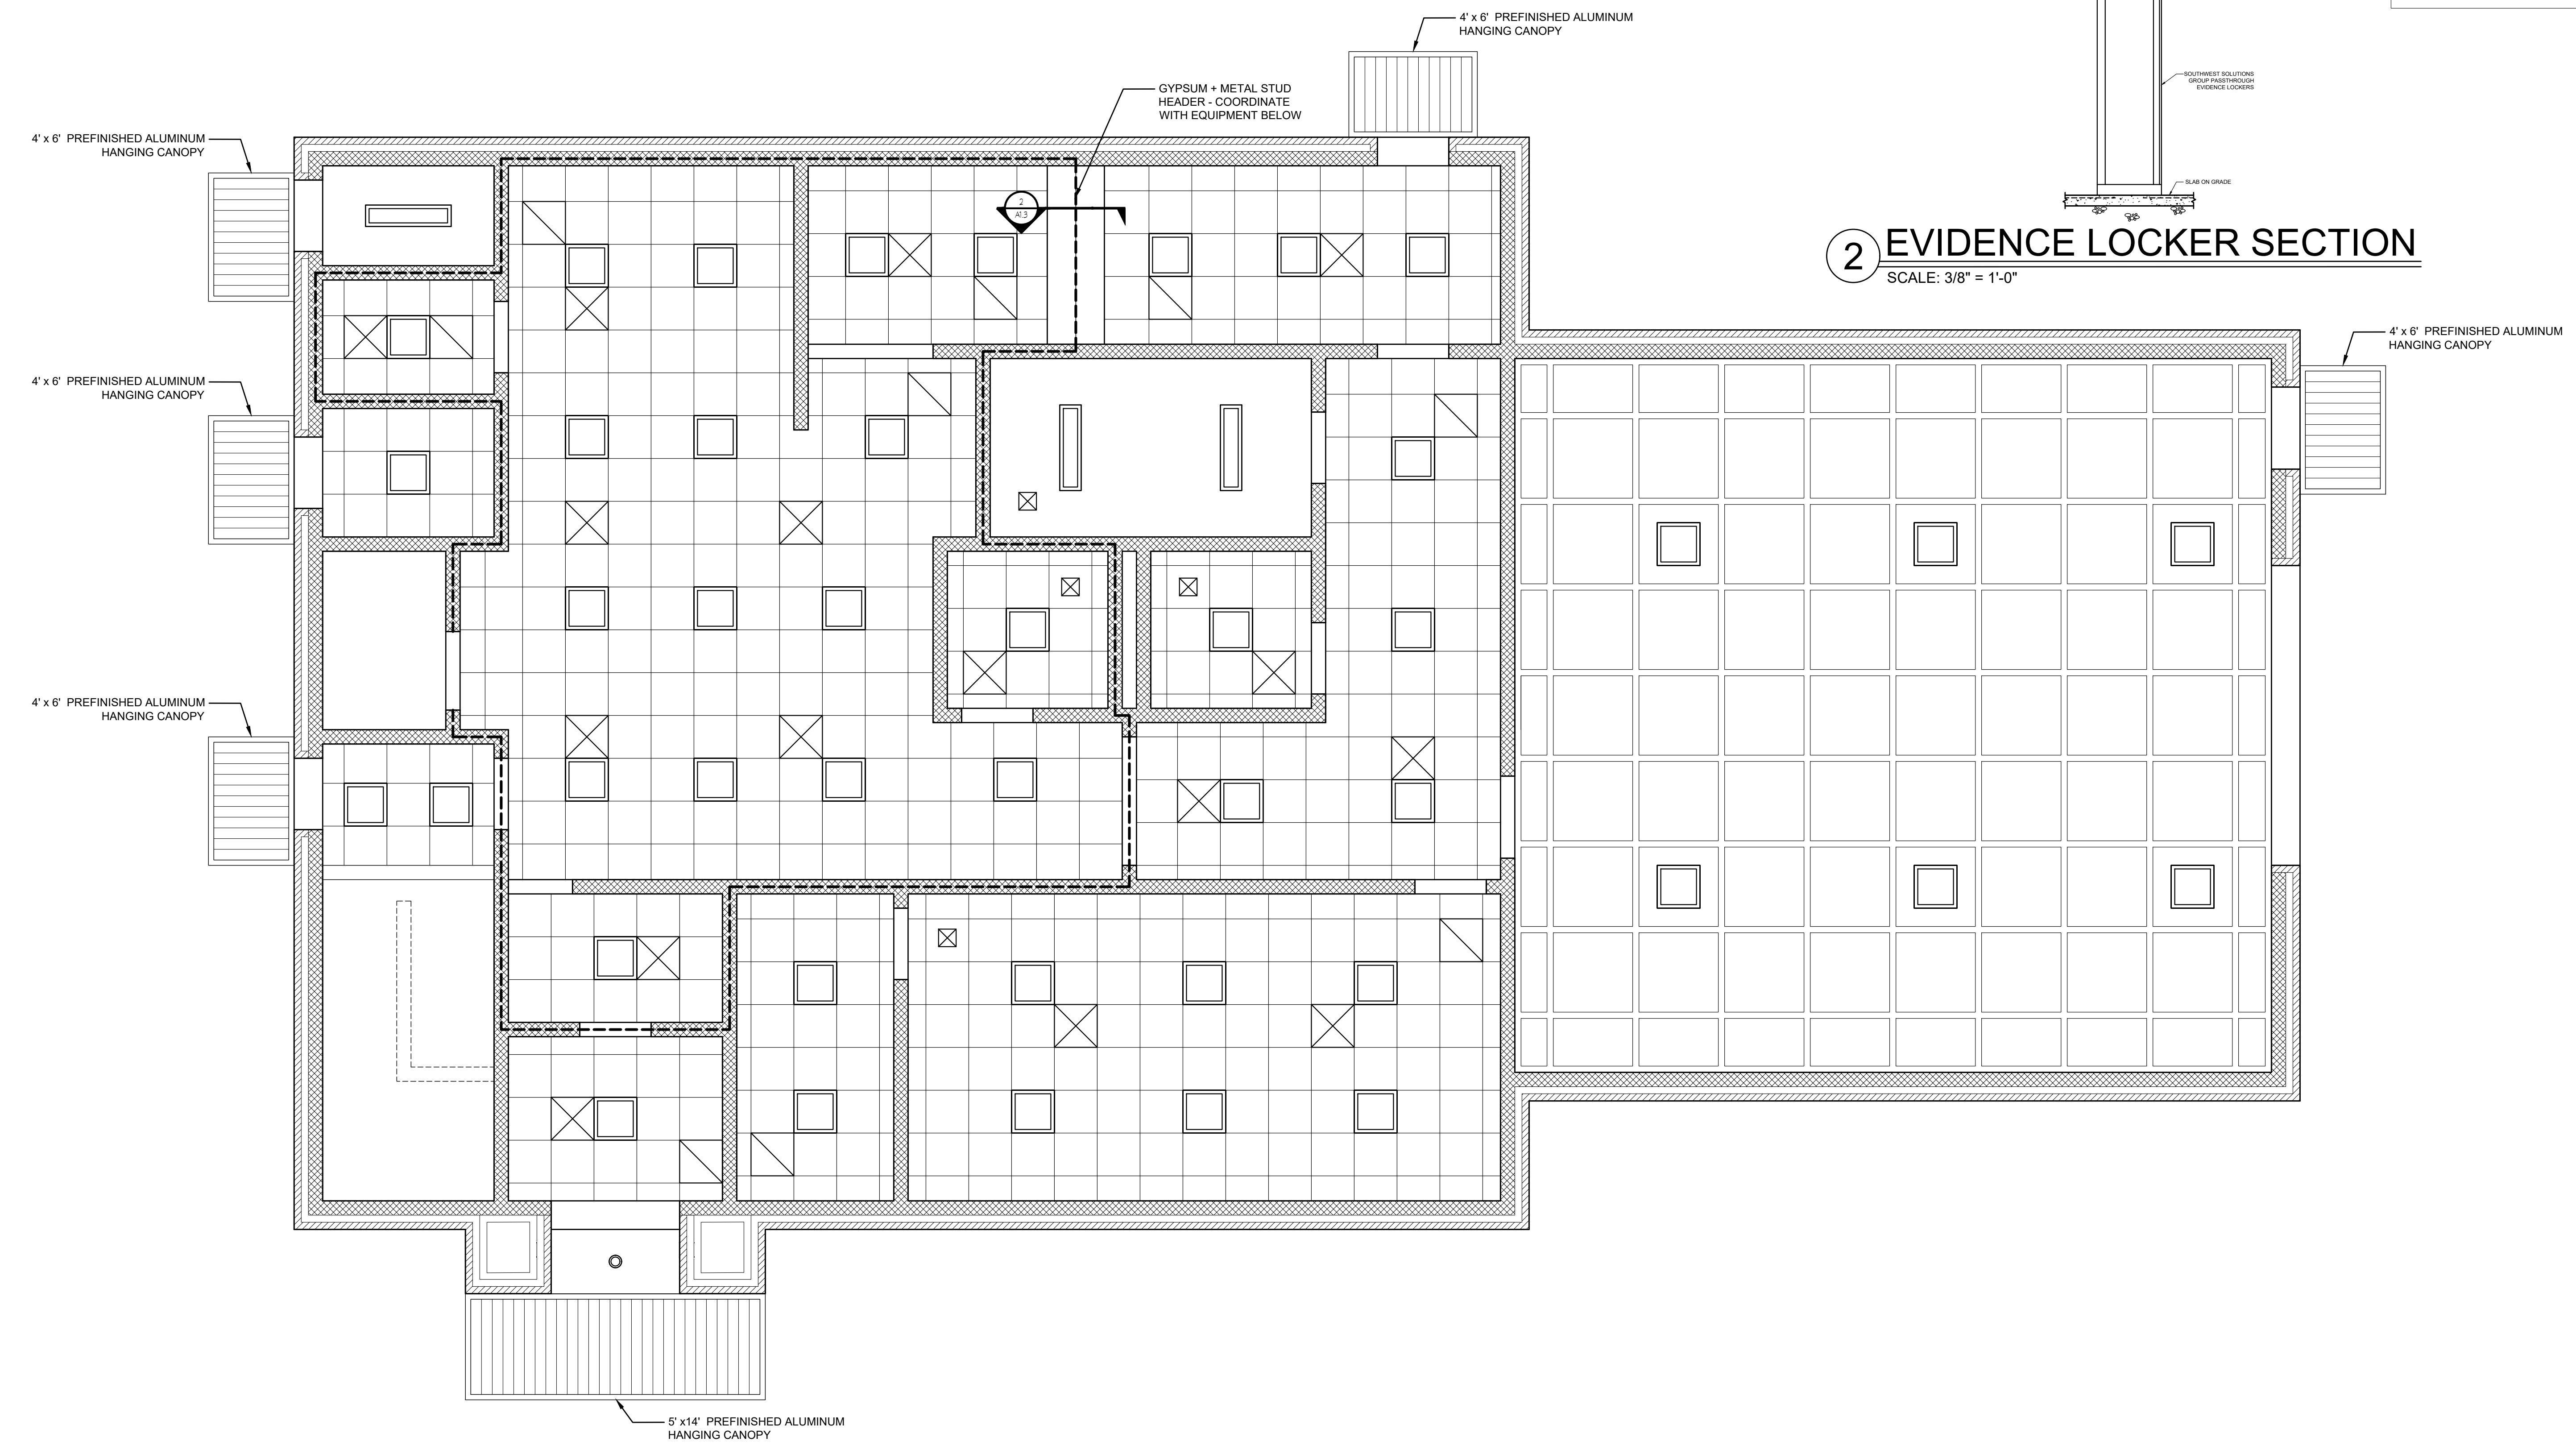 4' x 6'  PREFINISHED ALUMINUM
HANGING CANOPY
GYPSUM + METAL STUD
HEADER - COORDINATE
WITH EQUIPMENT BELOW
SOUTHWEST SOLUTIONS
GROUP PASSTHROUGH
EVIDENCE LOCKERS
SLAB ON GRADE
2 EVIDENCE LOCKER SECTION
SCALE: 3/8" = 1'-0"
4' x 6'  PREFINISHED ALUMINUM
HANGING CANOPY
2
A1.3
4' x 6'  PREFINISHED ALUMINUM
HANGING CANOPY
4' x 6'  PREFINISHED ALUMINUM
HANGING CANOPY
4' x 6'  PREFINISHED ALUMINUM
HANGING CANOPY
5' x14'  PREFINISHED ALUMINUM
HANGING CANOPY